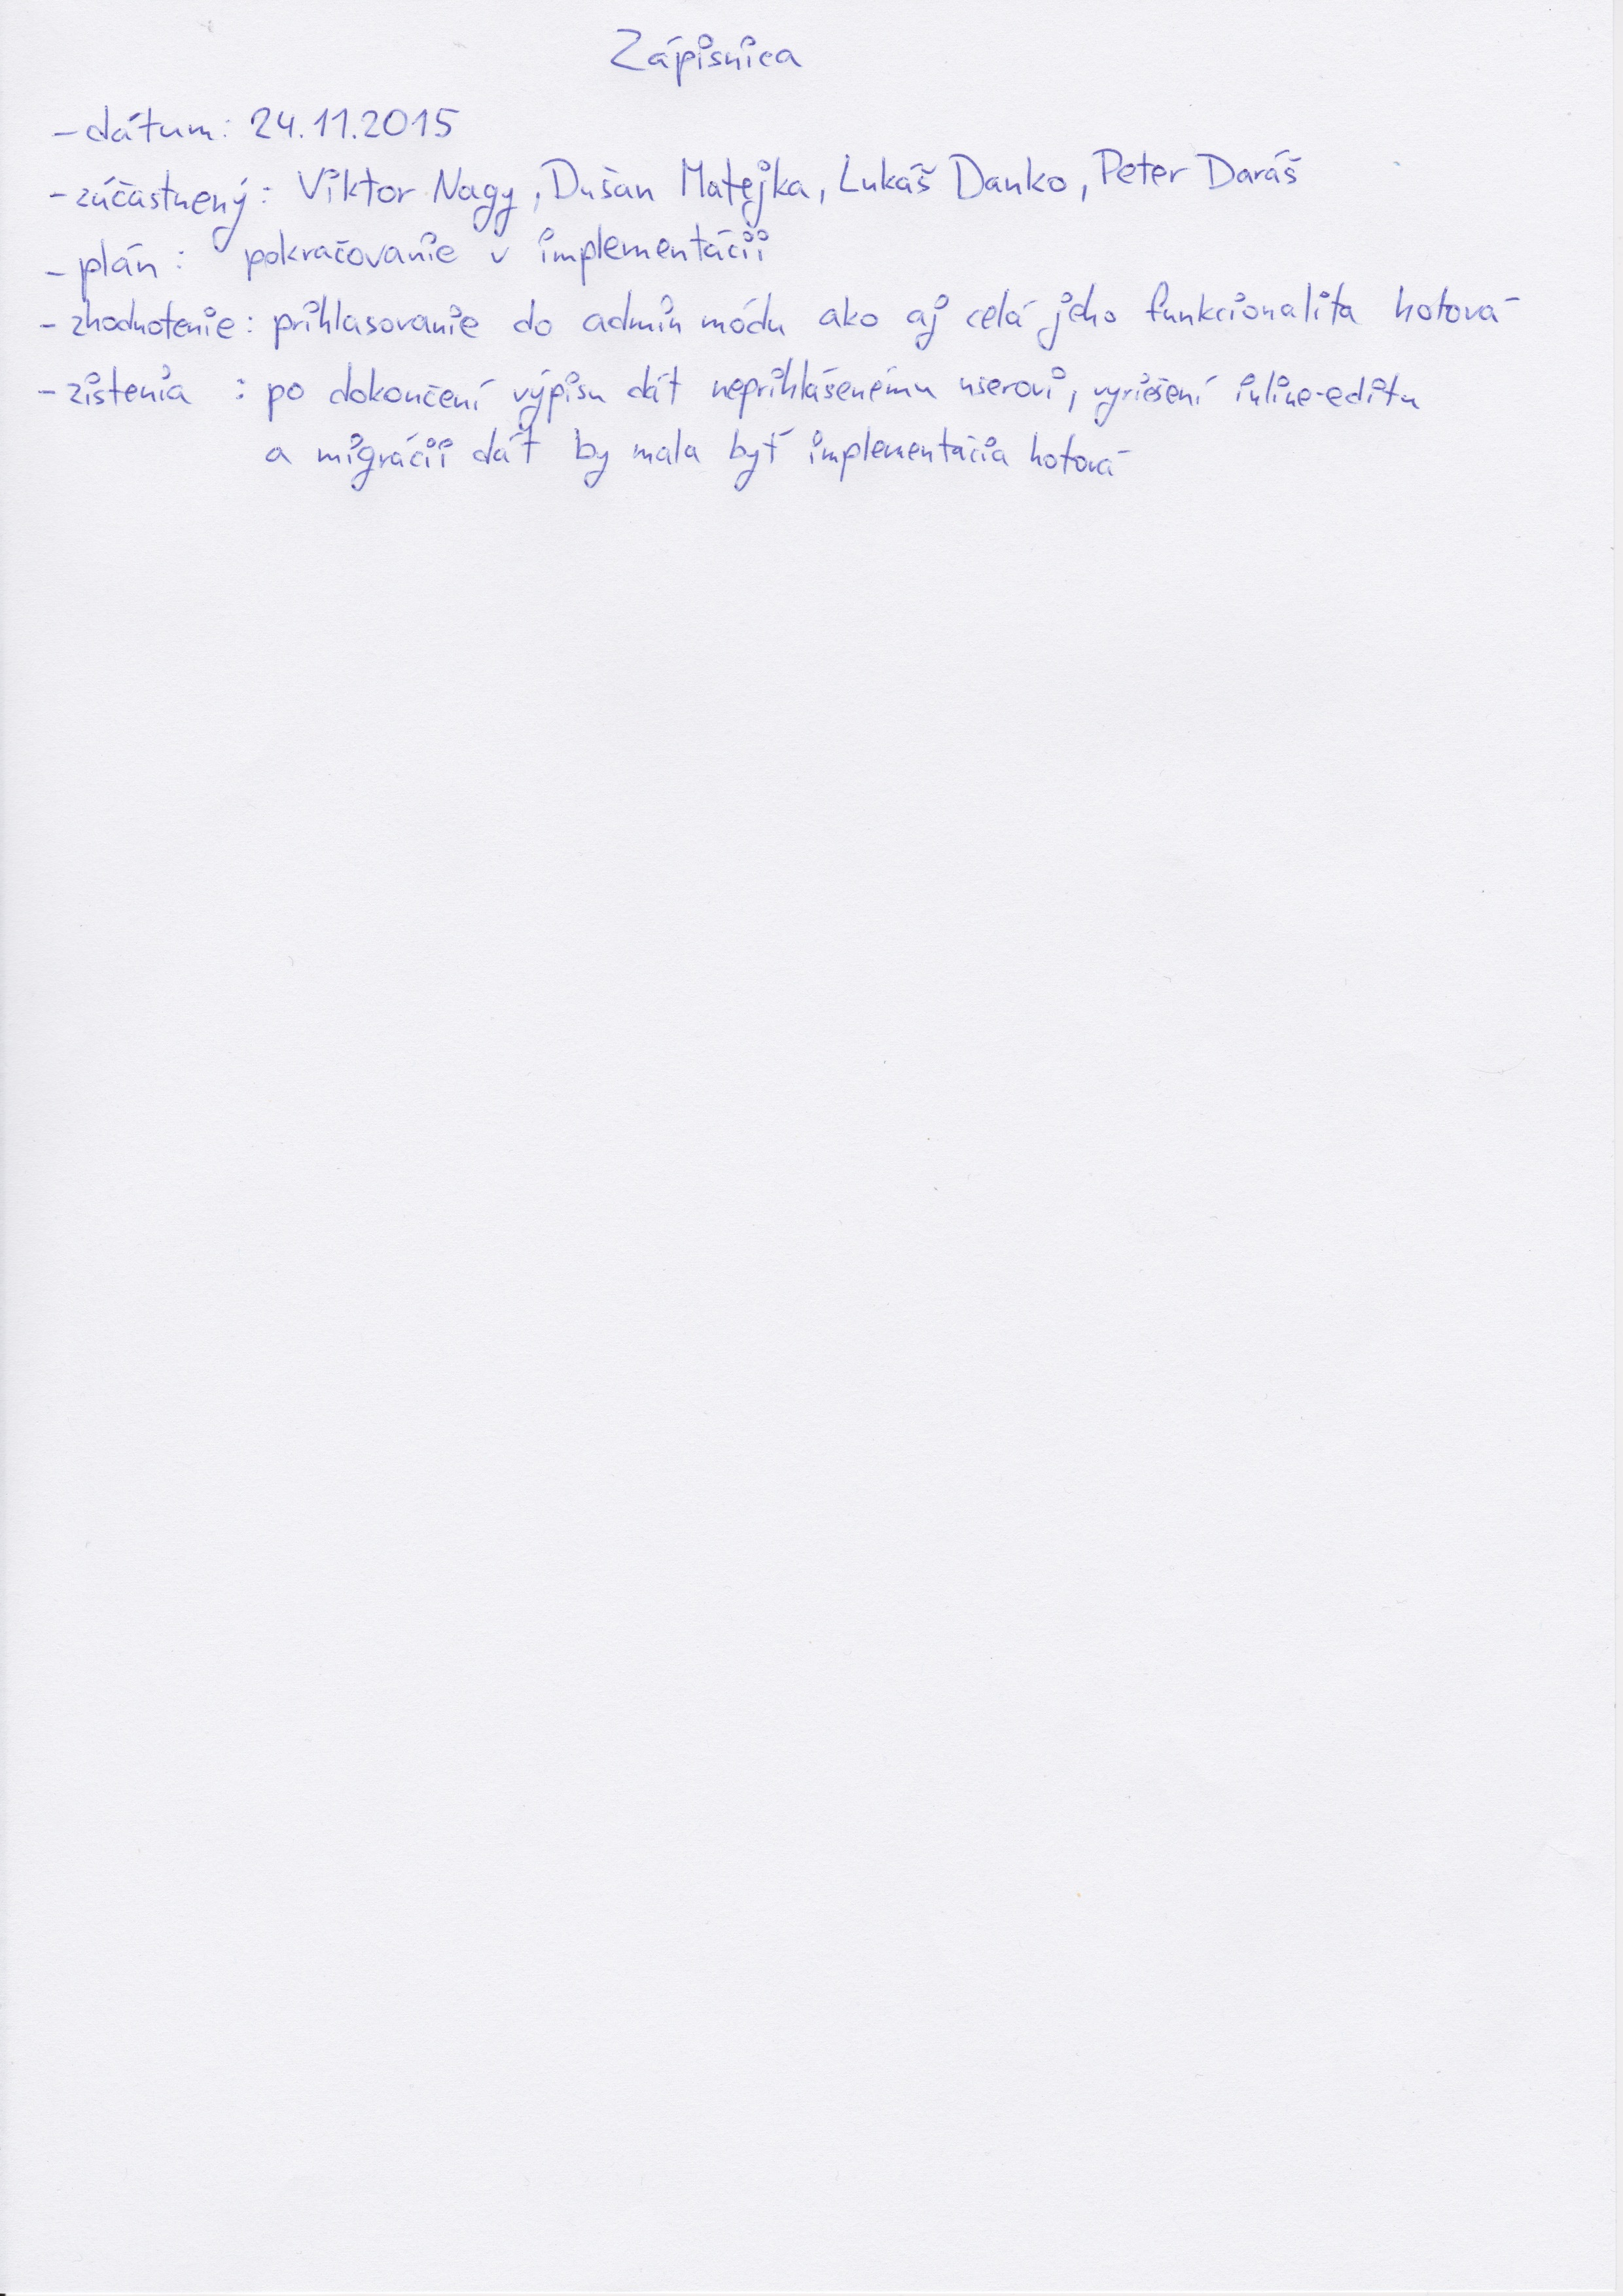 Zápisnica
- dátum: 24.11.2015
- zúčastnený: Viktor Nagy, Dušan Matejka, Lukáš Danko, Peter Daráš
- plán: pokračovanie v implementácii
- zhodnotenie: prihlasovanie do admin módu ako aj celá jeho funkcionalita hotová
- zistenia : po dokončení výpisu dát neprihlášenému userovi, vyriešení inline-editu
a migrácii dát by mala byť implementácia hotová